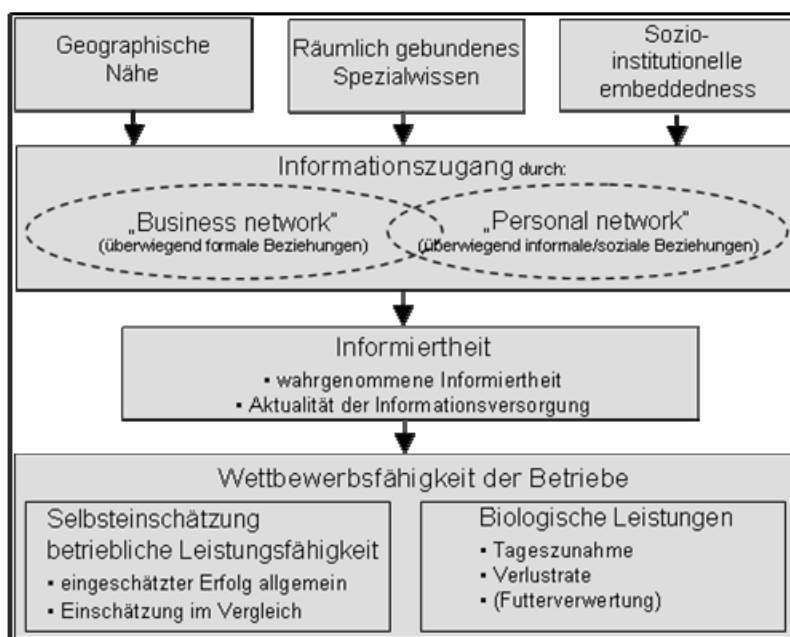 Geographische
Nähe
Räumlich gebundenes
Spezialwissen
Sozio-
institutionelle
embeddedness
Informationszugang durch:
„Business network"
(überwiegend formale Beziehungen)
„Personal network"
(überwiegend informale/soziale Beziehungen)
Informiertheit
▪ wahrgenommene Informiertheit
▪ Aktualität der Informationsversorgung
Wettbewerbsfähigkeit der Betriebe
Selbsteinschätzung
betriebliche Leistungsfähigkeit
▪ eingeschätzter Erfolg allgemein
▪ Einschätzung im Vergleich
Biologische Leistungen
▪ Tageszunahme
▪ Verlustrate
▪ (Futterverwertung)